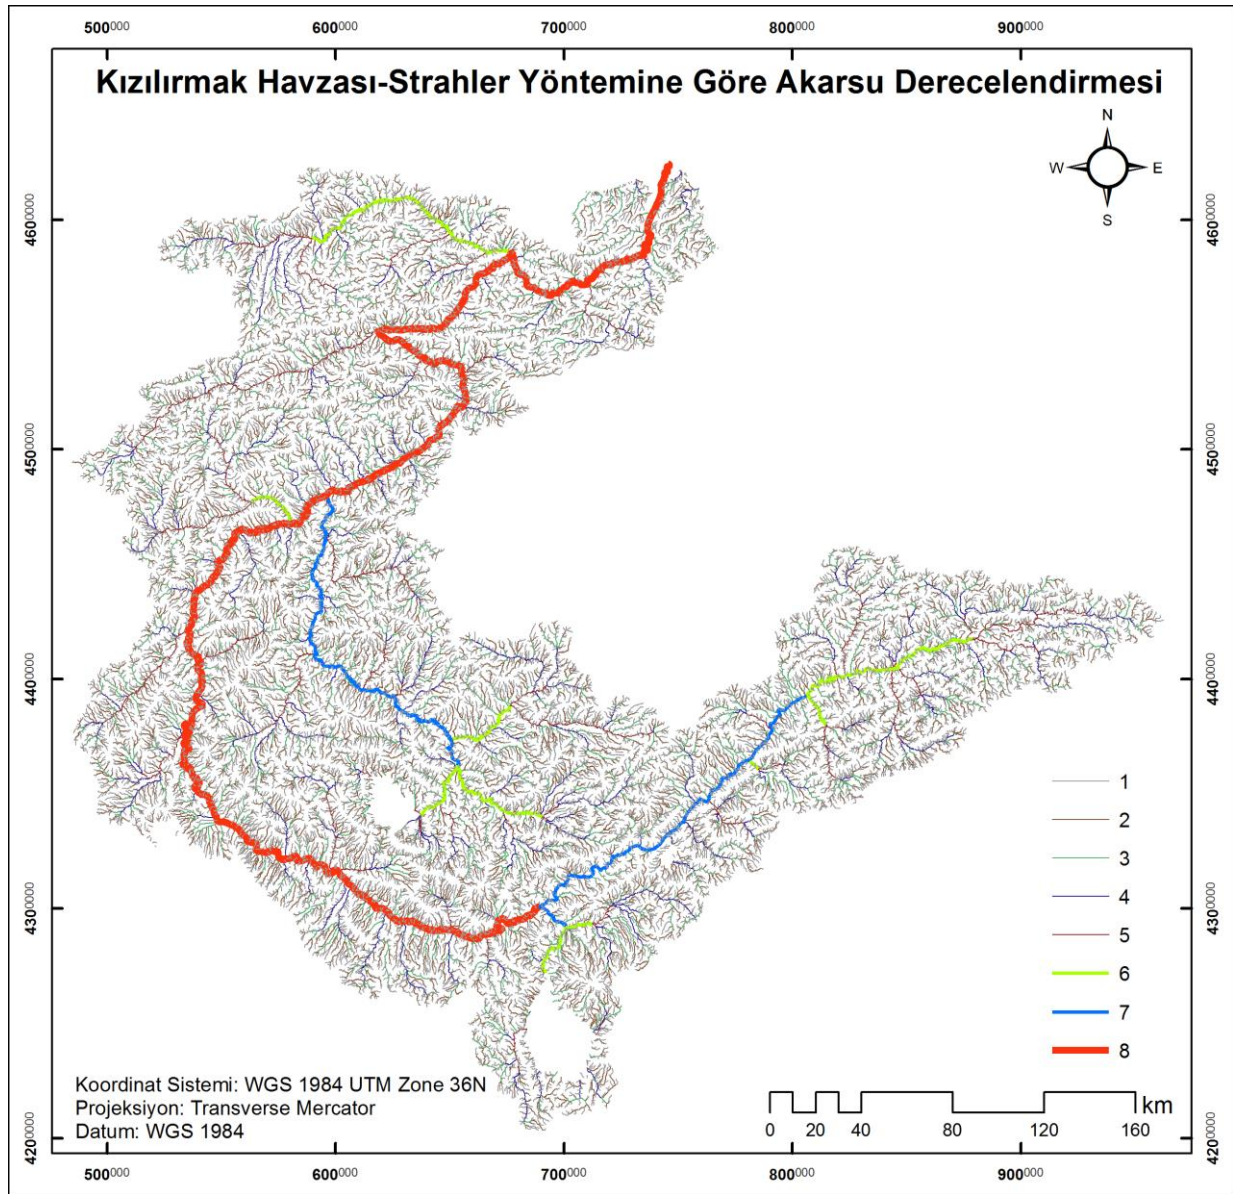 500000 600000 700000 800000 900000
Kızılırmak Havzası-Strahler Yöntemine Göre Akarsu Derecelendirmesi
N
W E
S
4600000 4600000
4500000 4500000
4400000 4400000
4300000 4300000
4200000 4200000
1
2
3
4
5
6
7
8
Koordinat Sistemi: WGS 1984 UTM Zone 36N
Projeksiyon: Transverse Mercator
Datum: WGS 1984
km
0 20 40 80 120 160
500000 600000 700000 800000 900000